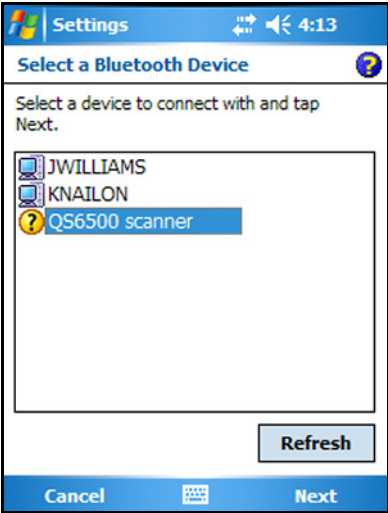 Settings 4:13
Select a Bluetooth Device ?
Select a device to connect with and tap
Next.
JWILLIAMS
KNAILON
? QS6500 scanner
Refresh
Cancel Next